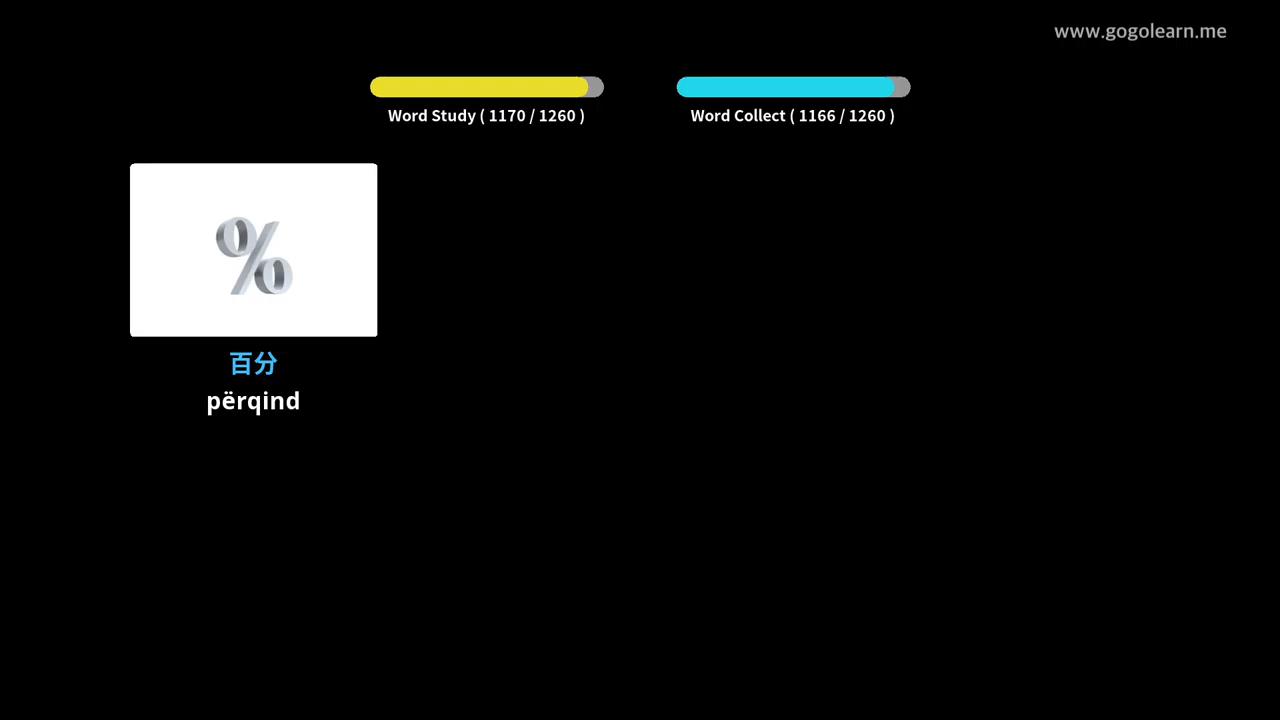 www.gogolearn.me
Word Study ( 1170 / 1260 )
Word Collect ( 1166 / 1260 )
%
百分
përqind